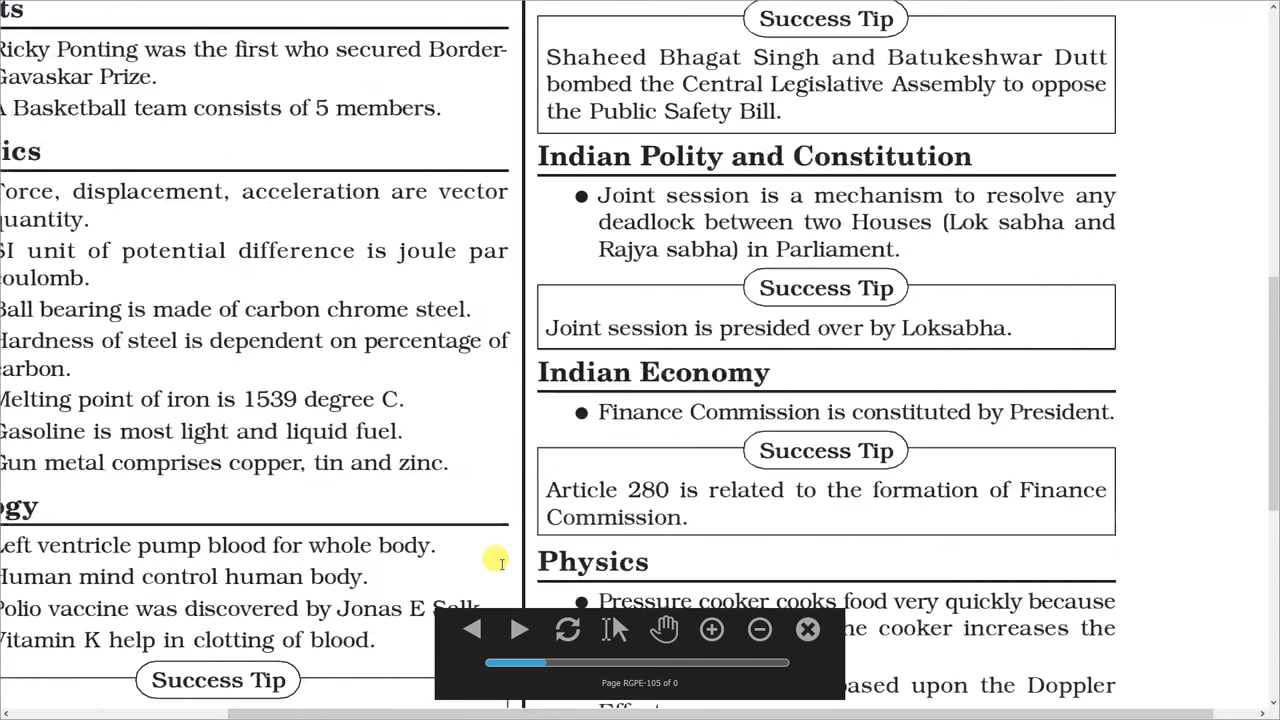 ts
Ricky Ponting was the first who secured Border-
Gavaskar Prize.
A Basketball team consists of 5 members.
ics
Force, displacement, acceleration are vector
quantity.
SI unit of potential difference is joule par
coulomb.
Ball bearing is made of carbon chrome steel.
Hardness of steel is dependent on percentage of
carbon.
Melting point of iron is 1539 degree C.
Gasoline is most light and liquid fuel.
Gun metal comprises copper, tin and zinc.
ogy
Left ventricle pump blood for whole body.
Human mind control human body.
Polio vaccine was discovered by Jonas E Salk.
Vitamin K help in clotting of blood.
Success Tip
Success Tip
Shaheed Bhagat Singh and Batukeshwar Dutt
bombed the Central Legislative Assembly to oppose
the Public Safety Bill.
Indian Polity and Constitution
● Joint session is a mechanism to resolve any
deadlock between two Houses (Lok sabha and
Rajya sabha) in Parliament.
Success Tip
Joint session is presided over by Loksabha.
Indian Economy
● Finance Commission is constituted by President.
Success Tip
Article 280 is related to the formation of Finance
Commission.
Physics
● Pressure cooker cooks food very quickly because
cooker increases the
based upon the Doppler
Page RGPE-105 of 0